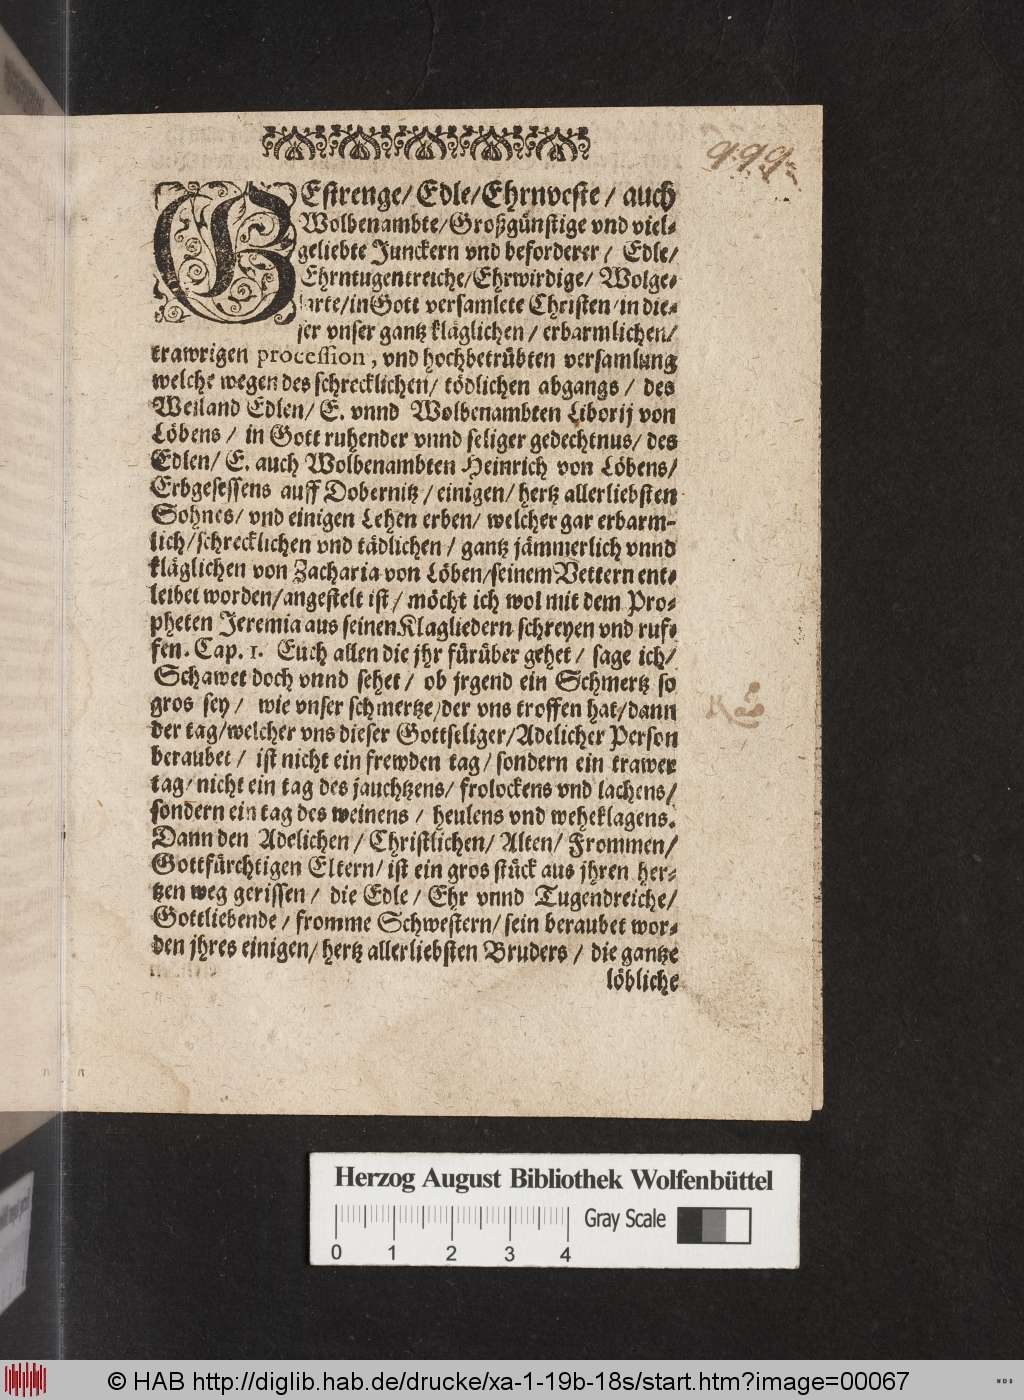 999
GEstrenge/ Edle/ Ehrnveste/ auch
Wolbenambte/ Großgünstige vnd viel-
geliebte Junckern vnd beforderer/ Edle/
Ehrntugentreiche/ Ehrwirdige/ Wolge-
larte/ in Gott versamlete Christen/ in die-
ser vnser gantz kläglichen/ erbarmlichen/
trawrigen procession, vnd hochbetrübten versamlung
welche wegen des schrecklichen/ tödlichen abgangs/ des
Weiland Edlen/ E. vnnd Wolbenambten Liborij von
Löbens/ in Gott ruhender vnnd seliger gedechtnus/ des
Edlen/ E. auch Wolbenambten Heinrich von Löbens/
Erbgesessens auff Dobernitz/ einigen/ hertz allerliebsten
Sohnes/ vnd einigen Lehen erben/ welcher gar erbarm-
lich/ schrecklichen vnd tädlichen/ gantz jämmerlich vnnd
kläglichen von Zacharia von Löben/ seinem Vettern ent-
leibet worden/ angestelt ist/ möcht ich wol mit dem Pro-
pheten Jeremia aus seinen Klagliedern schreyen vnd ruf-
fen. Cap. 1. Euch allen die jhr fürüber gehet/ sage ich/
Schawet doch vnnd sehet/ ob jrgend ein Schmertz so
gros sey/ wie vnser schmertze/ der vns troffen hat/ dann
der tag/ welcher vns dieser Gottseliger/ Adelicher Person
beraubet/ ist nicht ein frewden tag/ sondern ein trawer
tag/ nicht ein tag des jauchtzens/ frolockens vnd lachens/
sondern ein tag des weinens/ heulens vnd weheklagens.
Dann den Adelichen/ Christlichen/ Alten/ Frommen/
Gottfürchtigen Eltern/ ist ein gros stück aus jhren her-
tzen weg gerissen/ die Edle/ Ehr vnnd Tugendreiche/
Gottliebende/ fromme Schwestern/ sein beraubet wor-
den jhres einigen/ hertz allerliebsten Bruders/ die gantze
löbliche
Herzog August Bibliothek Wolfenbüttel
Gray Scale
0 1 2 3 4
© HAB http://diglib.hab.de/drucke/xa-1-19b-18s/start.htm?image=00067